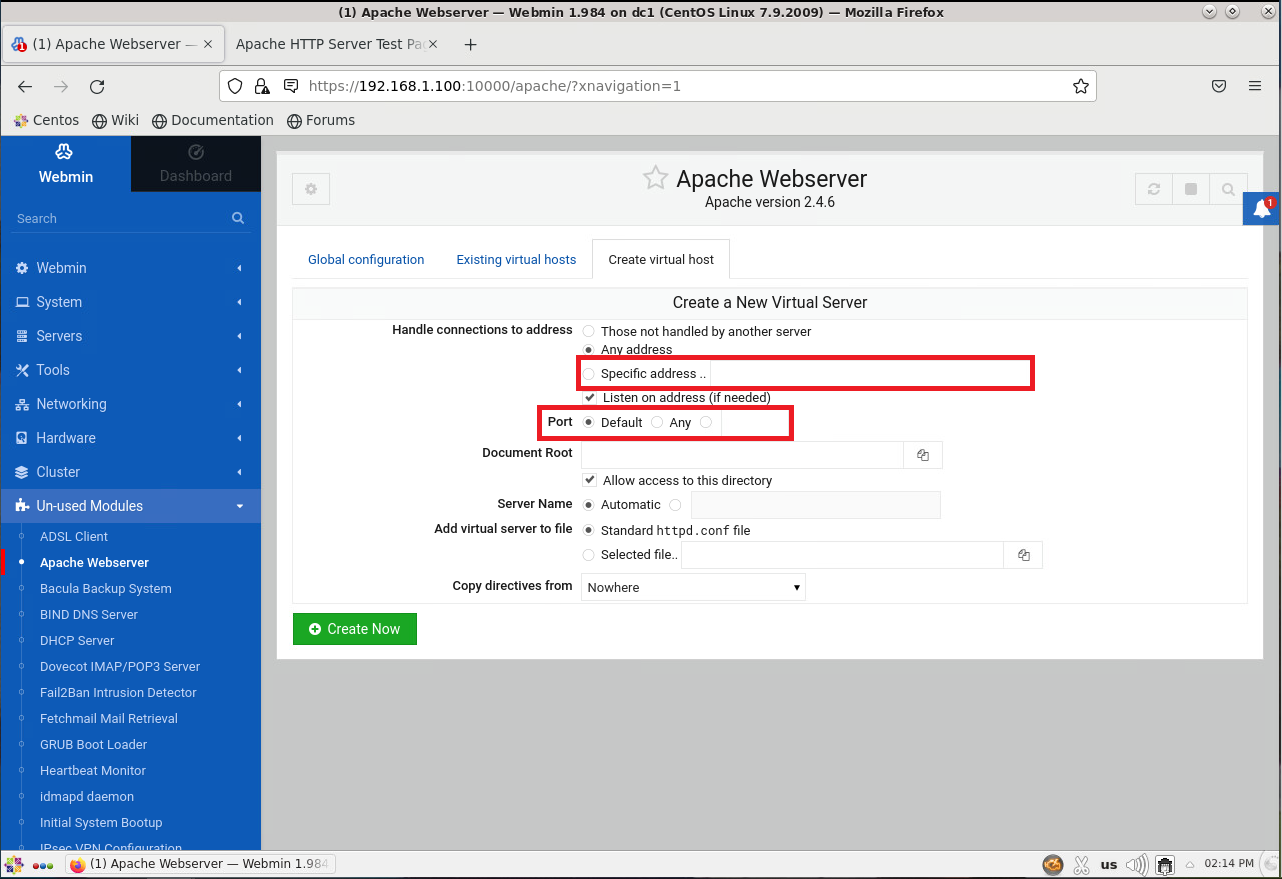 (1) Apache Webserver — Webmin 1.984 on dc1 (CentOS Linux 7.9.2009) — Mozilla Firefox
(1) Apache Webserver —
Apache HTTP Server Test Pa
https://192.168.1.100:10000/apache/?xnavigation=1
Centos Wiki Documentation Forums
Webmin
Dashboard
Search
Webmin
System
Servers
Tools
Networking
Hardware
Cluster
Un-used Modules
ADSL Client
Apache Webserver
Bacula Backup System
BIND DNS Server
DHCP Server
Dovecot IMAP/POP3 Server
Fail2Ban Intrusion Detector
Fetchmail Mail Retrieval
GRUB Boot Loader
Heartbeat Monitor
idmapd daemon
Initial System Bootup
IPsec VPN Configuration
Apache Webserver
Apache version 2.4.6
1
Global configuration Existing virtual hosts Create virtual host
Create a New Virtual Server
Handle connections to address Those not handled by another server
Any address
Specific address ..
Listen on address (if needed)
Port Default Any
Document Root
Allow access to this directory
Server Name Automatic
Add virtual server to file Standard httpd.conf file
Selected file..
Copy directives from Nowhere
Create Now
(1) Apache Webserver — Webmin 1.984
us
02:14 PM